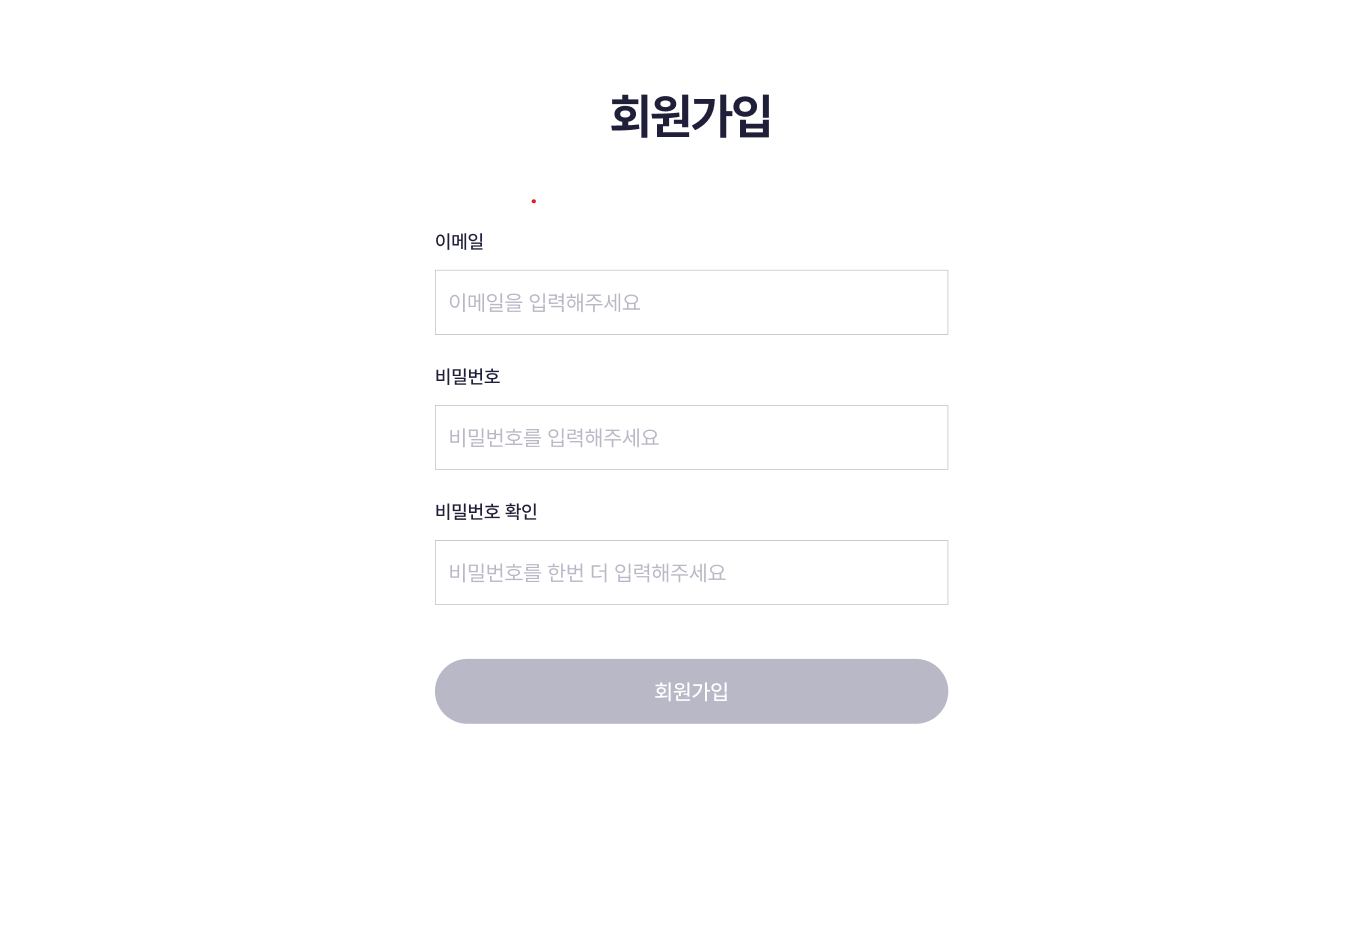 회원가입
이메일
이메일을 입력해주세요
비밀번호
비밀번호를 입력해주세요
비밀번호 확인
비밀번호를 한번 더 입력해주세요
회원가입